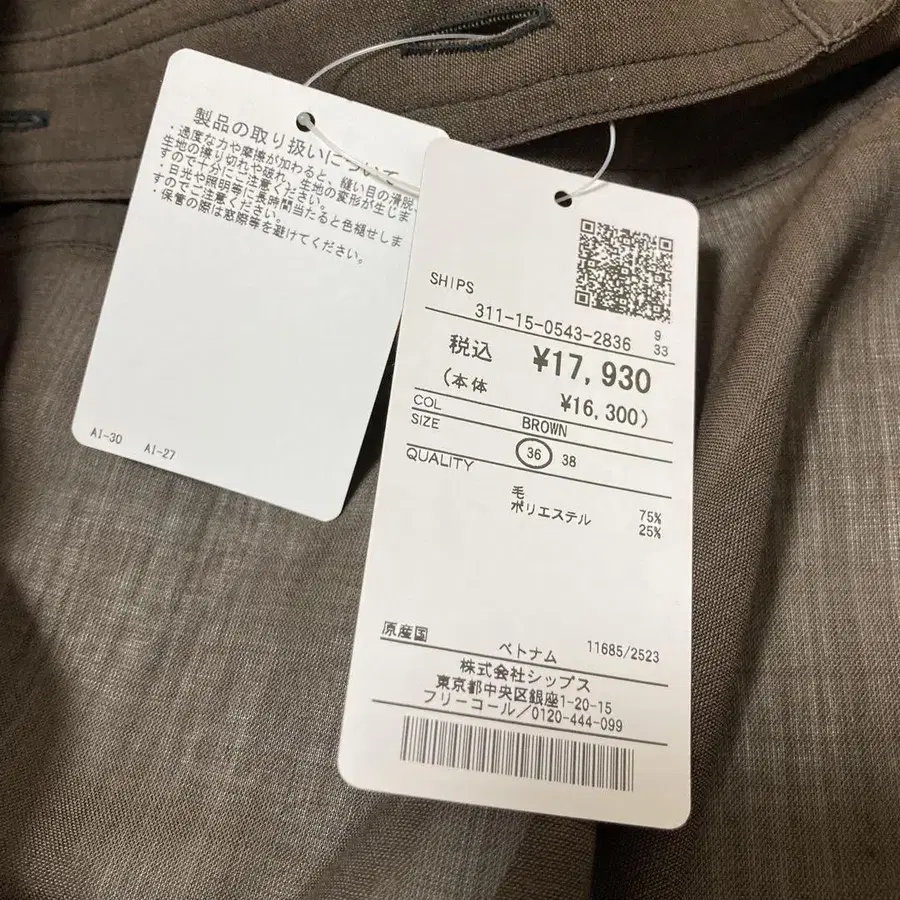 製品の取り扱いについて
・過度な力や摩擦が加わると、縫い目の滑脱、
生地の擦り切れや破れ、生地の変形が生じま
すので十分にご注意ください。
・日光や照明等に長時間当たると色褪せしま
すのでご注意ください。
・保管の際は窓際等を避けてください。
AI-30 AI-27
SHIPS
311-15-0543-2836 9
33
税込 ¥17,930
(本体 ¥16,300)
COL BROWN
SIZE 36 38
QUALITY
毛 75%
ポリエステル 25%
原産国 ベトナム 11685/2523
株式会社シップス
東京都中央区銀座1-20-15
フリーコール/0120-444-099